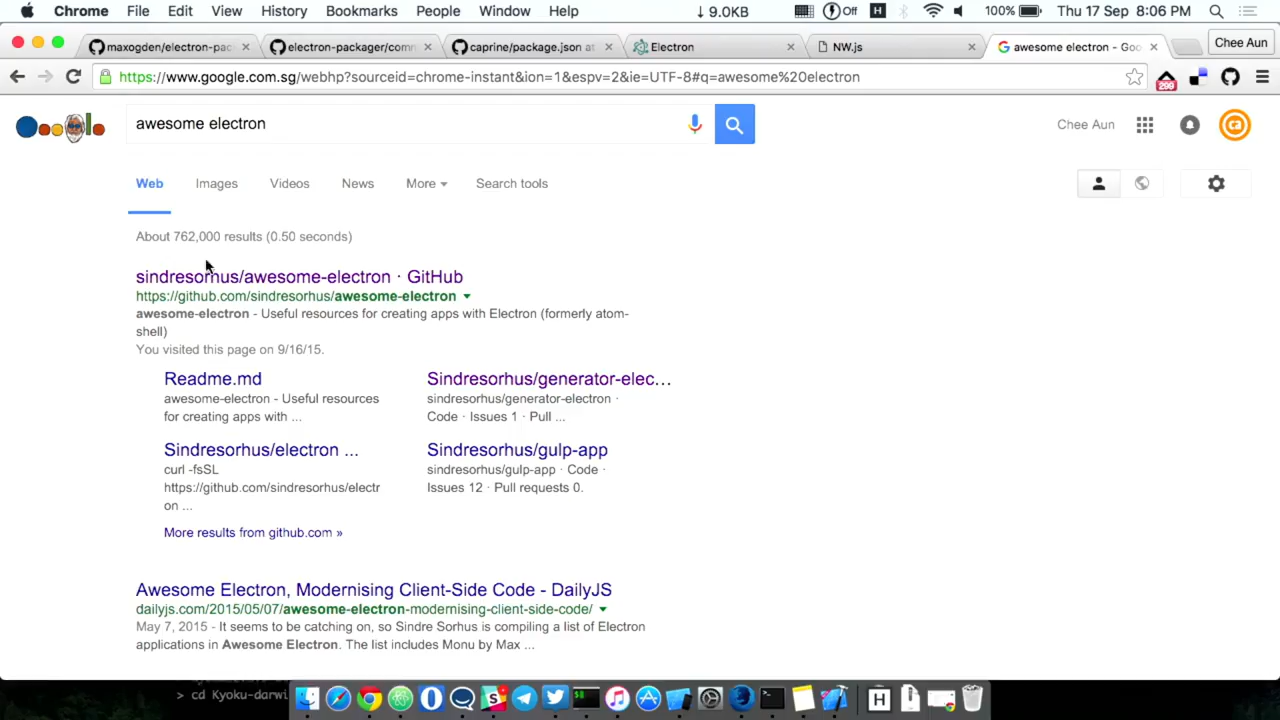 Chrome File Edit View History Bookmarks People Window Help ↓ 9.0KB Off H 100% Thu 17 Sep 8:06 PM
maxogden/electron-pac electron-packager/comm caprine/package.json at Electron NW.js awesome electron - Goo Chee Aun
https://www.google.com.sg/webhp?sourceid=chrome-instant&ion=1&espv=2&ie=UTF-8#q=awesome%20electron
awesome electron
Chee Aun
Web Images Videos News More Search tools
About 762,000 results (0.50 seconds)
sindresorhus/awesome-electron · GitHub
https://github.com/sindresorhus/awesome-electron
awesome-electron - Useful resources for creating apps with Electron (formerly atom-
shell)
You visited this page on 9/16/15.
Readme.md
awesome-electron - Useful resources
for creating apps with ...
Sindresorhus/generator-elec...
sindresorhus/generator-electron ·
Code · Issues 1 · Pull ...
Sindresorhus/electron ...
curl -fsSL
https://github.com/sindresorhus/electr
on ...
Sindresorhus/gulp-app
sindresorhus/gulp-app · Code ·
Issues 12 · Pull requests 0.
More results from github.com »
Awesome Electron, Modernising Client-Side Code - DailyJS
dailyjs.com/2015/05/07/awesome-electron-modernising-client-side-code/
May 7, 2015 - It seems to be catching on, so Sindre Sorhus is compiling a list of Electron
applications in Awesome Electron. The list includes Monu by Max ...
> cd Kyoku-darwi